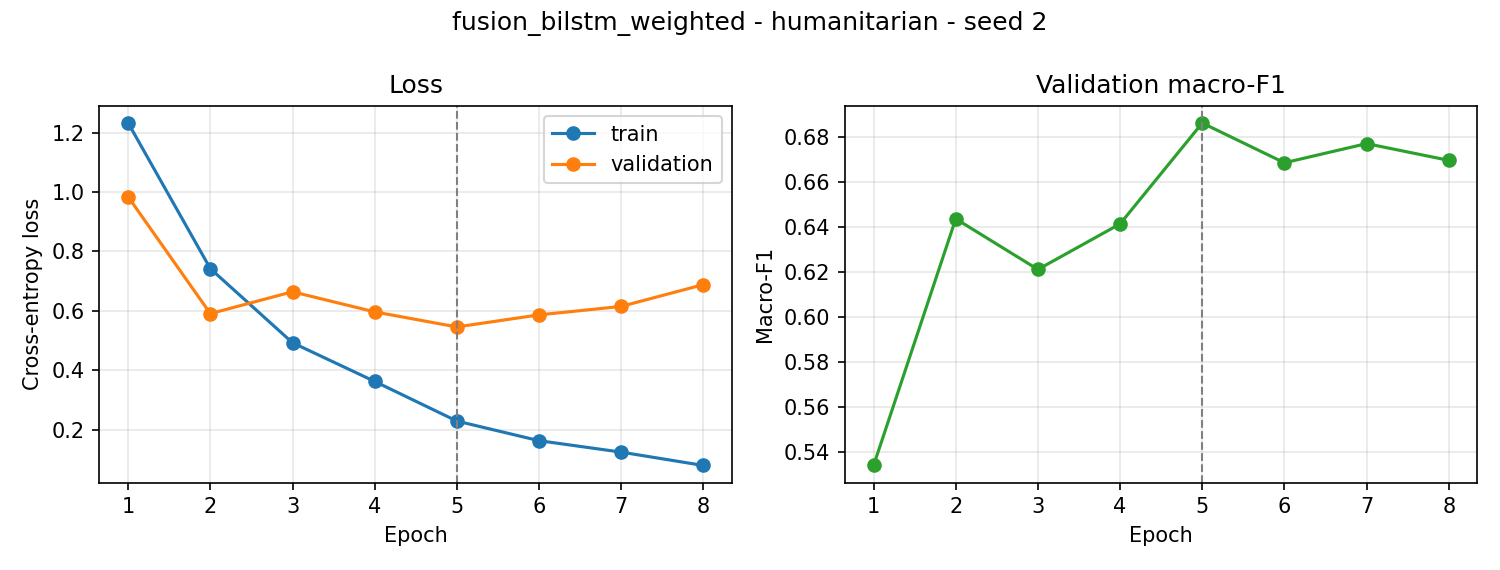 fusion_bilstm_weighted - humanitarian - seed 2
Loss
Cross-entropy loss
1.2
1.0
0.8
0.6
0.4
0.2
train
validation
1 2 3 4 5 6 7 8
Epoch
Validation macro-F1
Macro-F1
0.68
0.66
0.64
0.62
0.60
0.58
0.56
0.54
1 2 3 4 5 6 7 8
Epoch